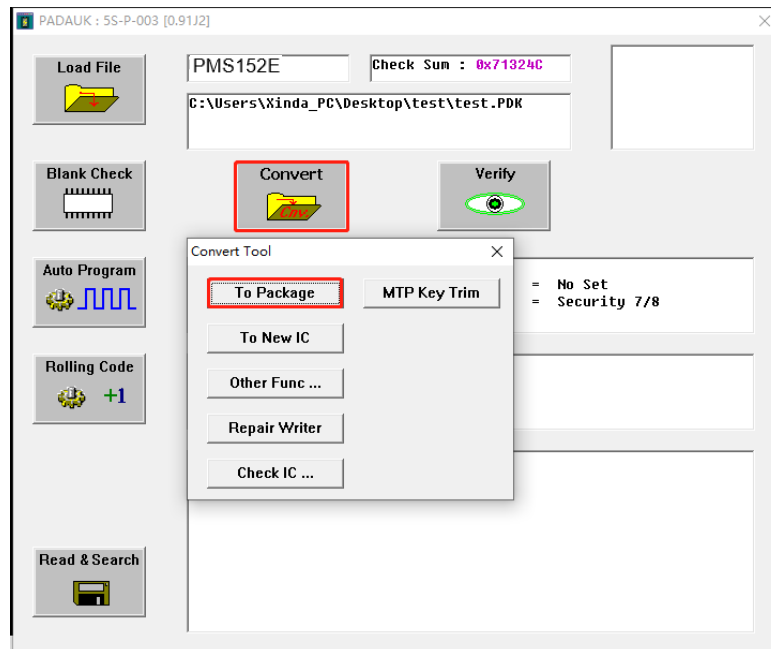 PADAUK : 5S-P-003 [0.91J2]
Load File
PMS152E
Check Sum : 0x71324C
C:\Users\Xinda_PC\Desktop\test\test.PDK
Blank Check
Convert
Cnv.
Verify
Convert Tool
Auto Program
To Package
MTP Key Trim
= No Set
= Security 7/8
To New IC
Rolling Code
+1
Other Func ...
Repair Writer
Check IC ...
Read & Search